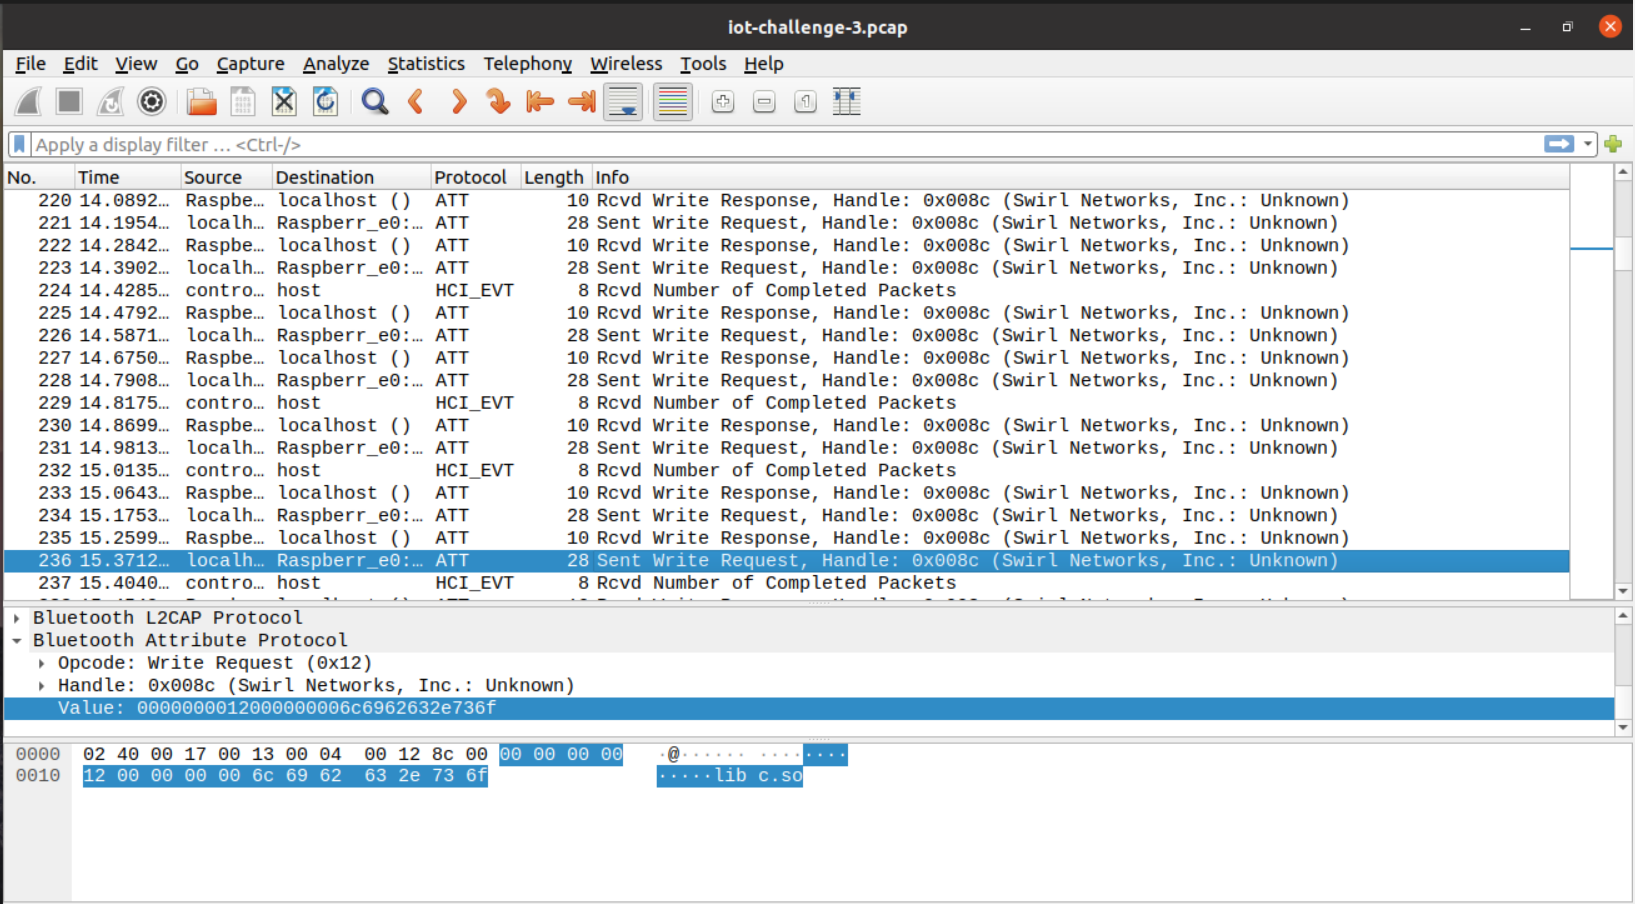 iot-challenge-3.pcap
File Edit View Go Capture Analyze Statistics Telephony Wireless Tools Help
Apply a display filter ... <Ctrl-/>
No. Time Source Destination Protocol Length Info
220 14.0892… Raspbe… localhost () ATT 10 Rcvd Write Response, Handle: 0x008c (Swirl Networks, Inc.: Unknown)
221 14.1954… localh… Raspberr_e0:… ATT 28 Sent Write Request, Handle: 0x008c (Swirl Networks, Inc.: Unknown)
222 14.2842… Raspbe… localhost () ATT 10 Rcvd Write Response, Handle: 0x008c (Swirl Networks, Inc.: Unknown)
223 14.3902… localh… Raspberr_e0:… ATT 28 Sent Write Request, Handle: 0x008c (Swirl Networks, Inc.: Unknown)
224 14.4285… contro… host HCI_EVT 8 Rcvd Number of Completed Packets
225 14.4792… Raspbe… localhost () ATT 10 Rcvd Write Response, Handle: 0x008c (Swirl Networks, Inc.: Unknown)
226 14.5871… localh… Raspberr_e0:… ATT 28 Sent Write Request, Handle: 0x008c (Swirl Networks, Inc.: Unknown)
227 14.6750… Raspbe… localhost () ATT 10 Rcvd Write Response, Handle: 0x008c (Swirl Networks, Inc.: Unknown)
228 14.7908… localh… Raspberr_e0:… ATT 28 Sent Write Request, Handle: 0x008c (Swirl Networks, Inc.: Unknown)
229 14.8175… contro… host HCI_EVT 8 Rcvd Number of Completed Packets
230 14.8699… Raspbe… localhost () ATT 10 Rcvd Write Response, Handle: 0x008c (Swirl Networks, Inc.: Unknown)
231 14.9813… localh… Raspberr_e0:… ATT 28 Sent Write Request, Handle: 0x008c (Swirl Networks, Inc.: Unknown)
232 15.0135… contro… host HCI_EVT 8 Rcvd Number of Completed Packets
233 15.0643… Raspbe… localhost () ATT 10 Rcvd Write Response, Handle: 0x008c (Swirl Networks, Inc.: Unknown)
234 15.1753… localh… Raspberr_e0:… ATT 28 Sent Write Request, Handle: 0x008c (Swirl Networks, Inc.: Unknown)
235 15.2599… Raspbe… localhost () ATT 10 Rcvd Write Response, Handle: 0x008c (Swirl Networks, Inc.: Unknown)
236 15.3712… localh… Raspberr_e0:… ATT 28 Sent Write Request, Handle: 0x008c (Swirl Networks, Inc.: Unknown)
237 15.4040… contro… host HCI_EVT 8 Rcvd Number of Completed Packets
Bluetooth L2CAP Protocol
Bluetooth Attribute Protocol
Opcode: Write Request (0x12)
Handle: 0x008c (Swirl Networks, Inc.: Unknown)
Value: 0000000012000000006c6962632e736f
0000 02 40 00 17 00 13 00 04 00 12 8c 00 00 00 00 00 ·@······ ········
0010 12 00 00 00 00 6c 69 62 63 2e 73 6f ·····lib c.so